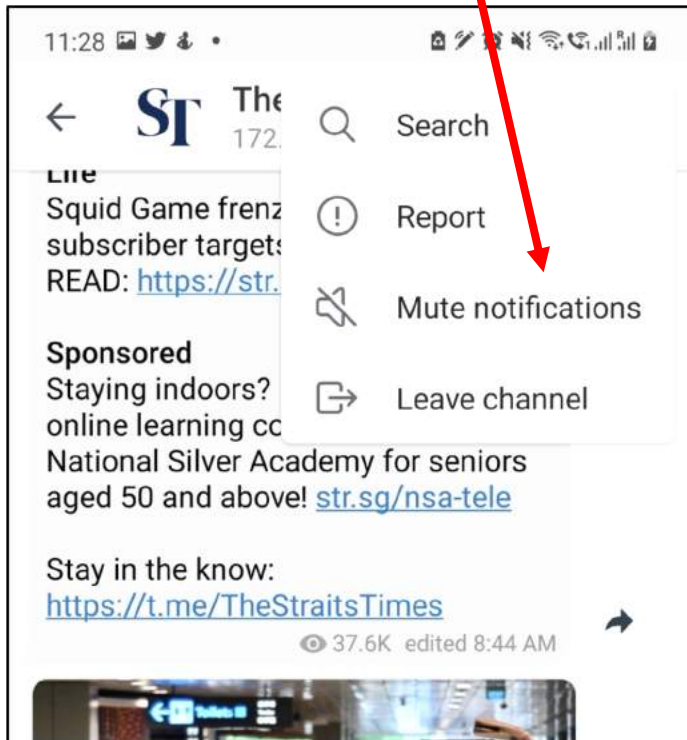 11:28
ST
The
172.
Search
Report
Mute notifications
Leave channel
Life
Squid Game frenz
subscriber targets
READ: https://str.
Sponsored
Staying indoors?
online learning co
National Silver Academy for seniors
aged 50 and above! str.sg/nsa-tele
Stay in the know:
https://t.me/TheStraitsTimes
37.6K edited 8:44 AM
Toilets